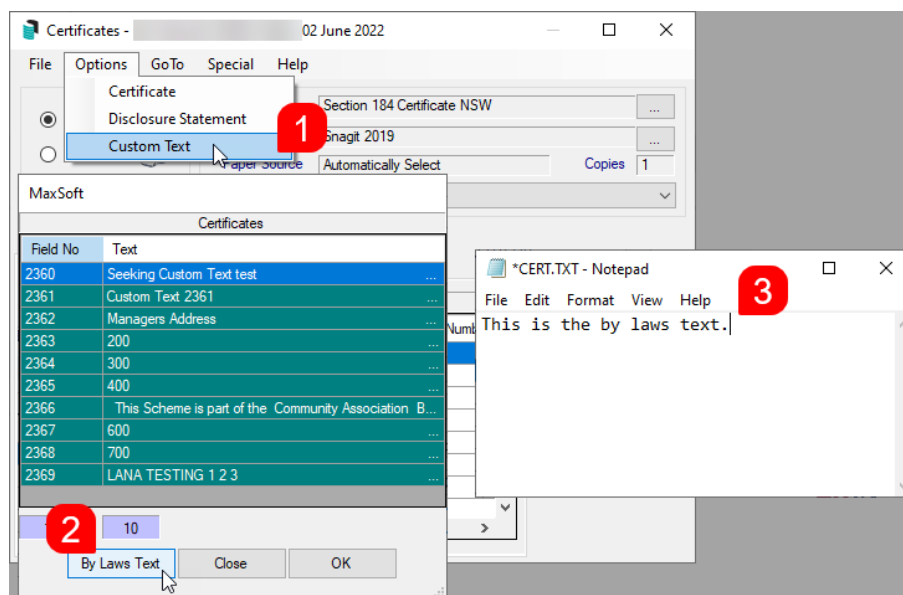 Certificates - 02 June 2022
File Options GoTo Special Help
Certificate
Disclosure Statement
Custom Text
1
Section 184 Certificate NSW
...
Snagit 2019
...
Paper Source Automatically Select Copies 1
MaxSoft
Certificates
Field No Text
2360 Seeking Custom Text test ...
2361 Custom Text 2361 ...
2362 Managers Address ...
2363 200 ...
2364 300 ...
2365 400 ...
2366 This Scheme is part of the Community Association B...
2367 600 ...
2368 700 ...
2369 LANA TESTING 1 2 3 ...
2
10
By Laws Text Close OK
*CERT.TXT - Notepad
3
File Edit Format View Help
This is the by laws text.